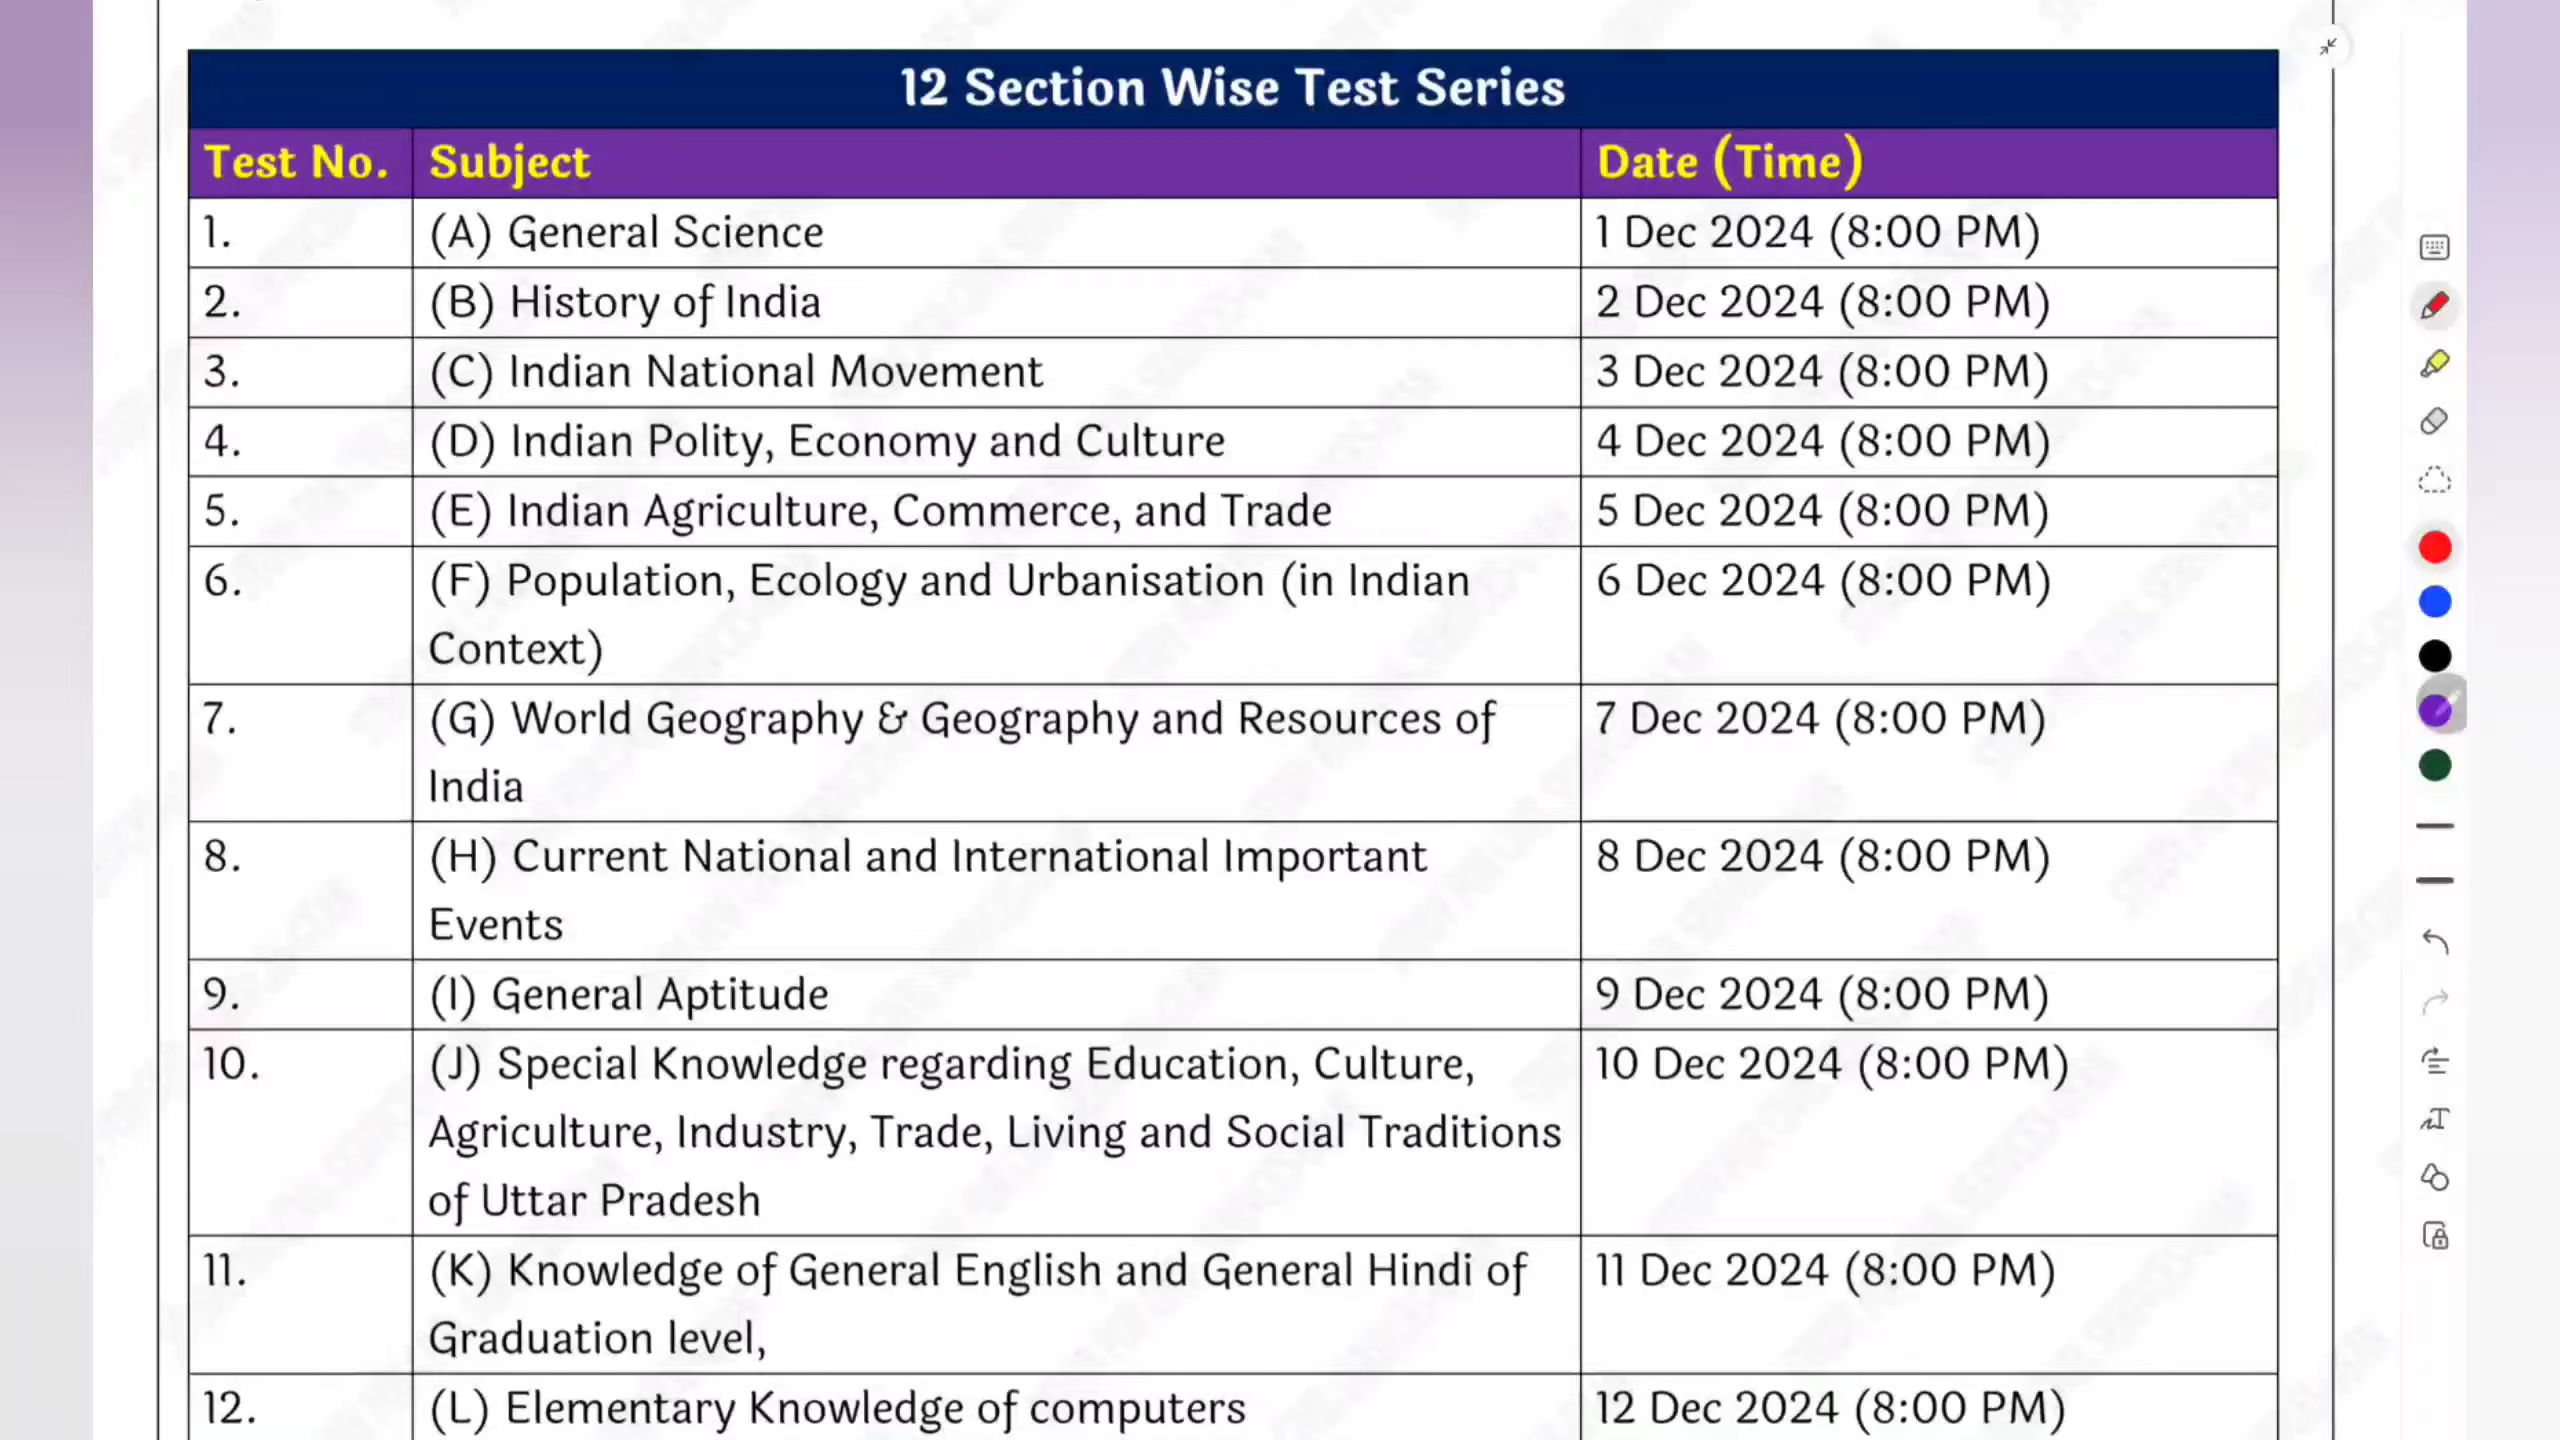 12 Section Wise Test Series
Test No. Subject Date (Time)
1. (A) General Science 1 Dec 2024 (8:00 PM)
2. (B) History of India 2 Dec 2024 (8:00 PM)
3. (C) Indian National Movement 3 Dec 2024 (8:00 PM)
4. (D) Indian Polity, Economy and Culture 4 Dec 2024 (8:00 PM)
5. (E) Indian Agriculture, Commerce, and Trade 5 Dec 2024 (8:00 PM)
6. (F) Population, Ecology and Urbanisation (in Indian 6 Dec 2024 (8:00 PM)
Context)
7. (G) World Geography & Geography and Resources of 7 Dec 2024 (8:00 PM)
India
8. (H) Current National and International Important 8 Dec 2024 (8:00 PM)
Events
9. (I) General Aptitude 9 Dec 2024 (8:00 PM)
10. (J) Special Knowledge regarding Education, Culture, 10 Dec 2024 (8:00 PM)
Agriculture, Industry, Trade, Living and Social Traditions
of Uttar Pradesh
11. (K) Knowledge of General English and General Hindi of 11 Dec 2024 (8:00 PM)
Graduation level,
12. (L) Elementary Knowledge of computers 12 Dec 2024 (8:00 PM)